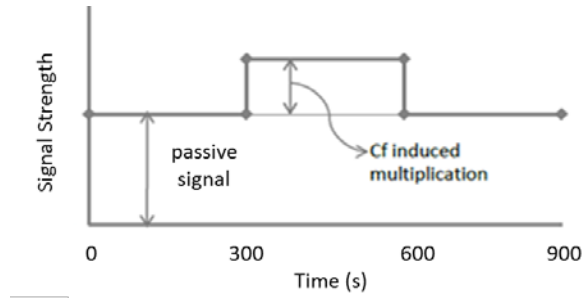 Signal Strength
passive
signal
Cf induced
multiplication
0 300 600 900
Time (s)